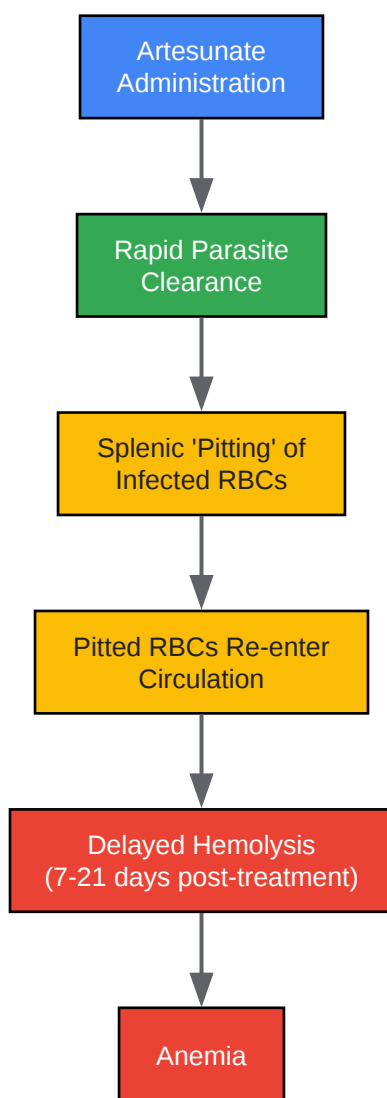 Artesunate
Administration
Rapid Parasite
Clearance
Splenic 'Pitting' of
Infected RBCs
Pitted RBCs Re-enter
Circulation
Delayed Hemolysis
(7-21 days post-treatment)
Anemia